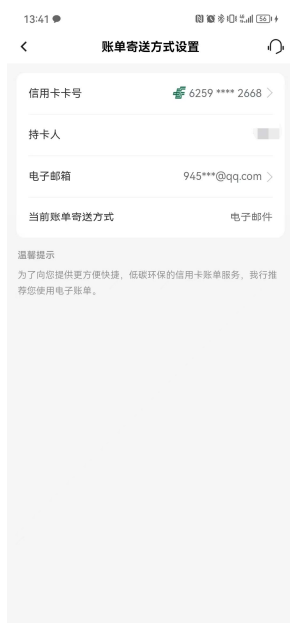 13:41
56
账单寄送方式设置
信用卡卡号 6259 **** 2668
持卡人
电子邮箱 945***@qq.com
当前账单寄送方式 电子邮件
温馨提示
为了向您提供更方便快捷，低碳环保的信用卡账单服务，我行推
荐您使用电子账单。